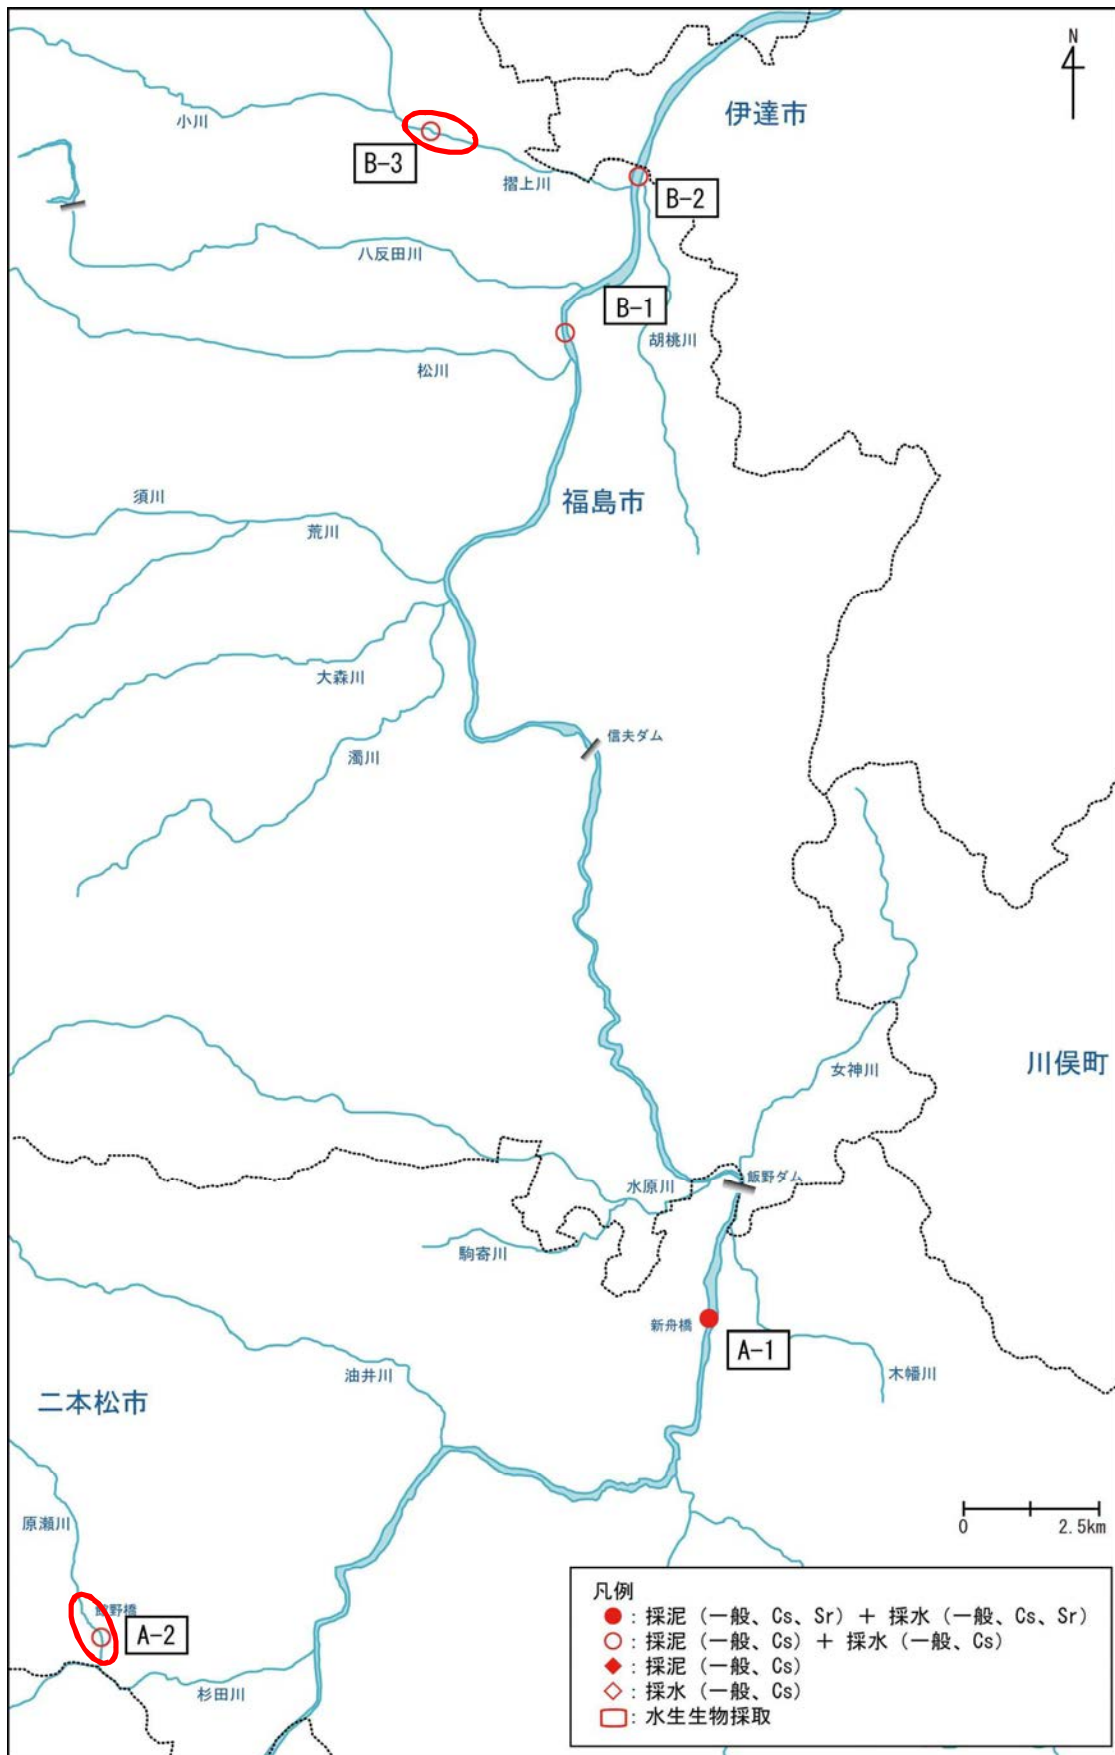 N
伊達市
小川
B-3
摺上川
B-2
八反田川
B-1
胡桃川
松川
須川
福島市
荒川
大森川
信夫ダム
濁川
川俣町
女神川
水原川
飯野ダム
駒寄川
新舟橋
A-1
油井川
木幡川
二本松市
原瀬川
0 2.5km
野橋
A-2
杉田川
凡例
● : 採泥 (一般、Cs、Sr) + 採水 (一般、Cs、Sr)
○ : 採泥 (一般、Cs) + 採水 (一般、Cs)
◆ : 採泥 (一般、Cs)
◇ : 採水 (一般、Cs)
: 水生生物採取